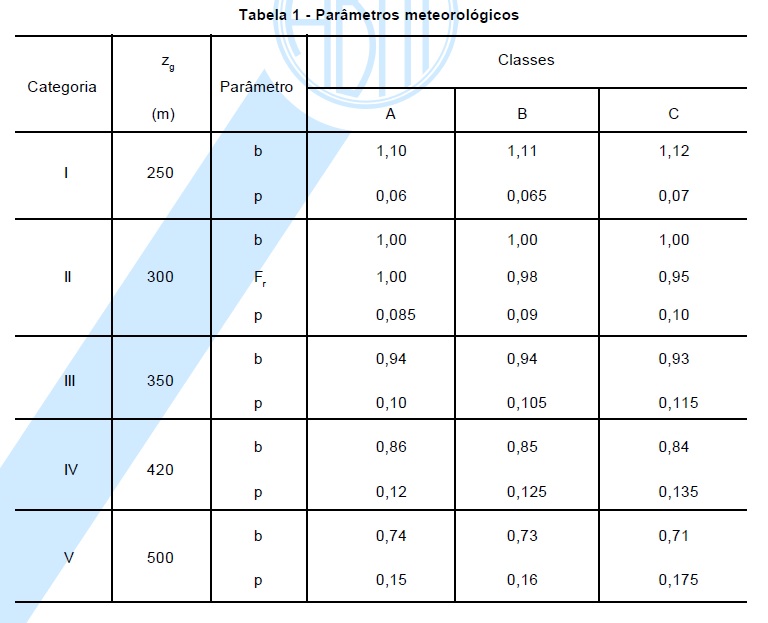 Tabela 1 - Parâmetros meteorológicos
Categoria
zg
(m)
Parâmetro
Classes
A B C
I 250
b 1,10 1,11 1,12
p 0,06 0,065 0,07
II 300
b 1,00 1,00 1,00
Fr 1,00 0,98 0,95
p 0,085 0,09 0,10
III 350
b 0,94 0,94 0,93
p 0,10 0,105 0,115
IV 420
b 0,86 0,85 0,84
p 0,12 0,125 0,135
V 500
b 0,74 0,73 0,71
p 0,15 0,16 0,175